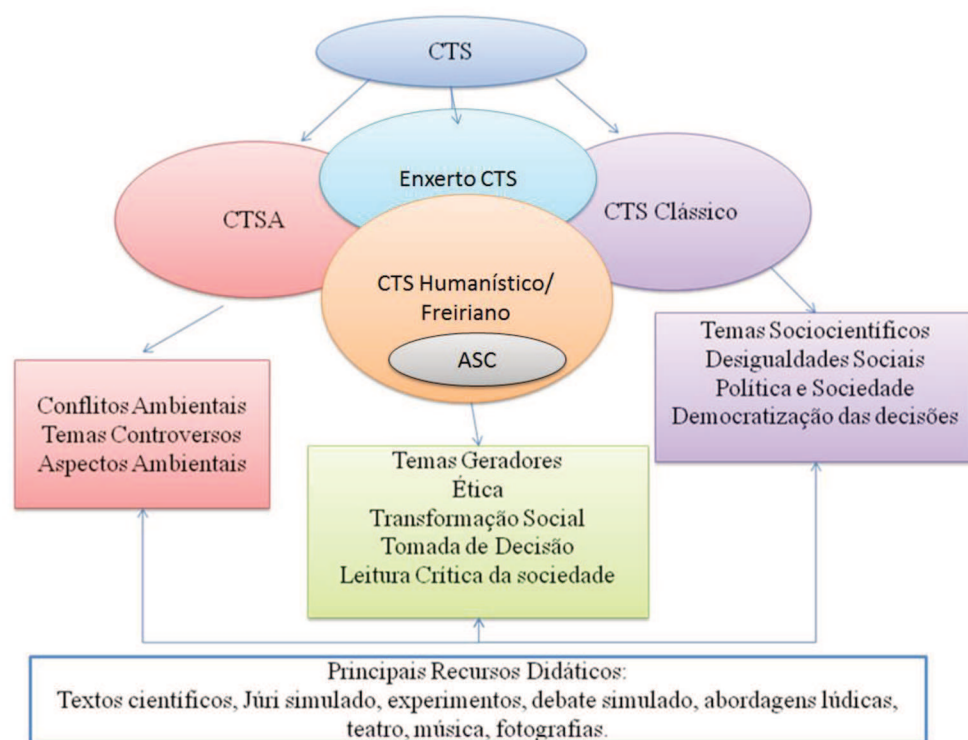 CTS
Enxerto CTS
CTSA
CTS Clássico
CTS Humanístico/
Freiriano
ASC
Conflitos Ambientais
Temas Controversos
Aspectos Ambientais
Temas Geradores
Ética
Transformação Social
Tomada de Decisão
Leitura Crítica da sociedade
Temas Sociocientíficos
Desigualdades Sociais
Política e Sociedade
Democratização das decisões
Principais Recursos Didáticos:
Textos científicos, Júri simulado, experimentos, debate simulado, abordagens lúdicas,
teatro, música, fotografias.